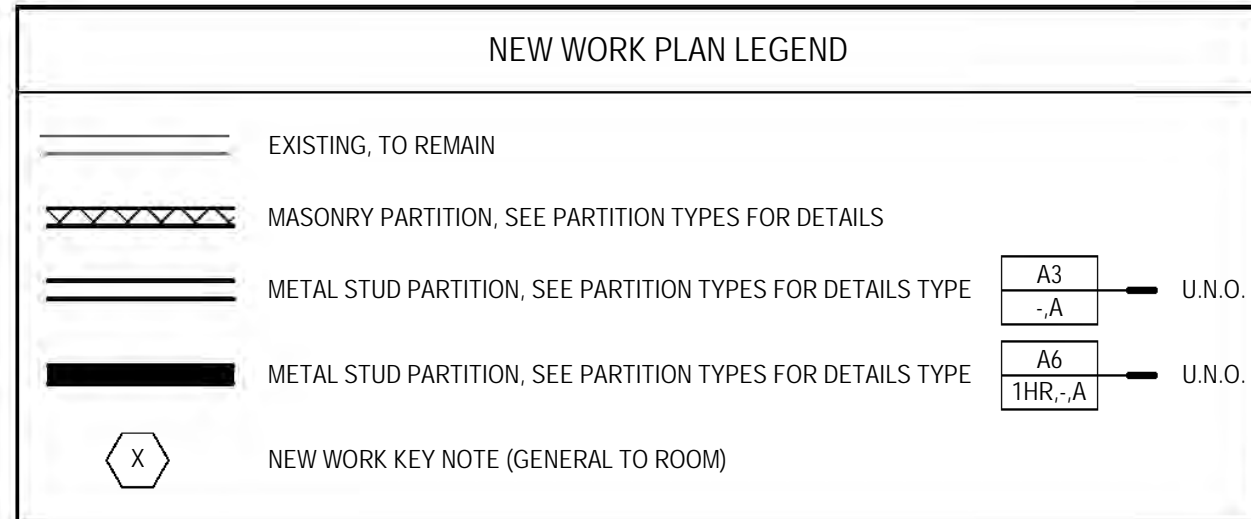 NEW WORK PLAN LEGEND
EXISTING, TO REMAIN
MASONRY PARTITION, SEE PARTITION TYPES FOR DETAILS
METAL STUD PARTITION, SEE PARTITION TYPES FOR DETAILS TYPE
A3
-,A
U.N.O.
METAL STUD PARTITION, SEE PARTITION TYPES FOR DETAILS TYPE
A6
1HR,-,A
U.N.O.
X
NEW WORK KEY NOTE (GENERAL TO ROOM)